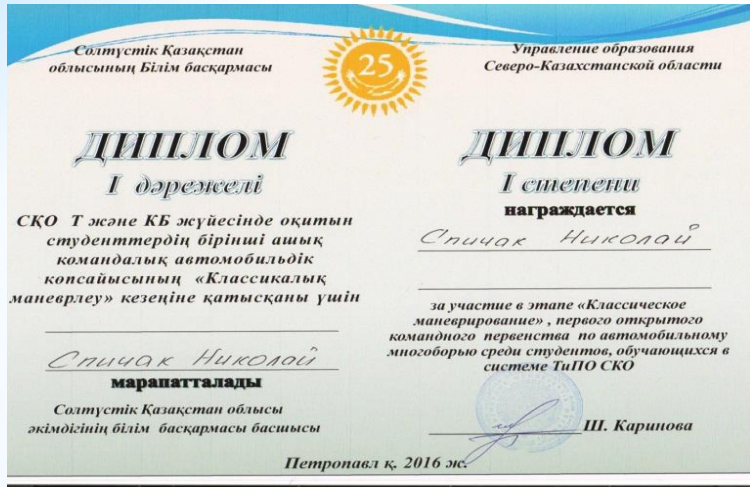 Солтүстік Қазақстан
облысының Білім басқармасы
25
ДИПЛОМ
І дәрежелі
СҚО Т және КБ жүйесінде оқитын
студенттердің бірінші ашық
командалық автомобильдік
көпсайысының «Классикалық
маневрлеу» кезеңіне қатысқаны үшін
Спичак Николай
марапатталады
Солтүстік Қазақстан облысы
әкімдігінің білім басқармасы басшысы
Управление образования
Северо-Казахстанской области
ДИПЛОМ
I степени
награждается
Спичак Николай
за участие в этапе «Классическое
маневрирование» , первого открытого
командного первенства по автомобильному
многоборью среди студентов, обучающихся в
системе ТиПО СКО
Ш. Каринова
Петропавл қ. 2016 ж.